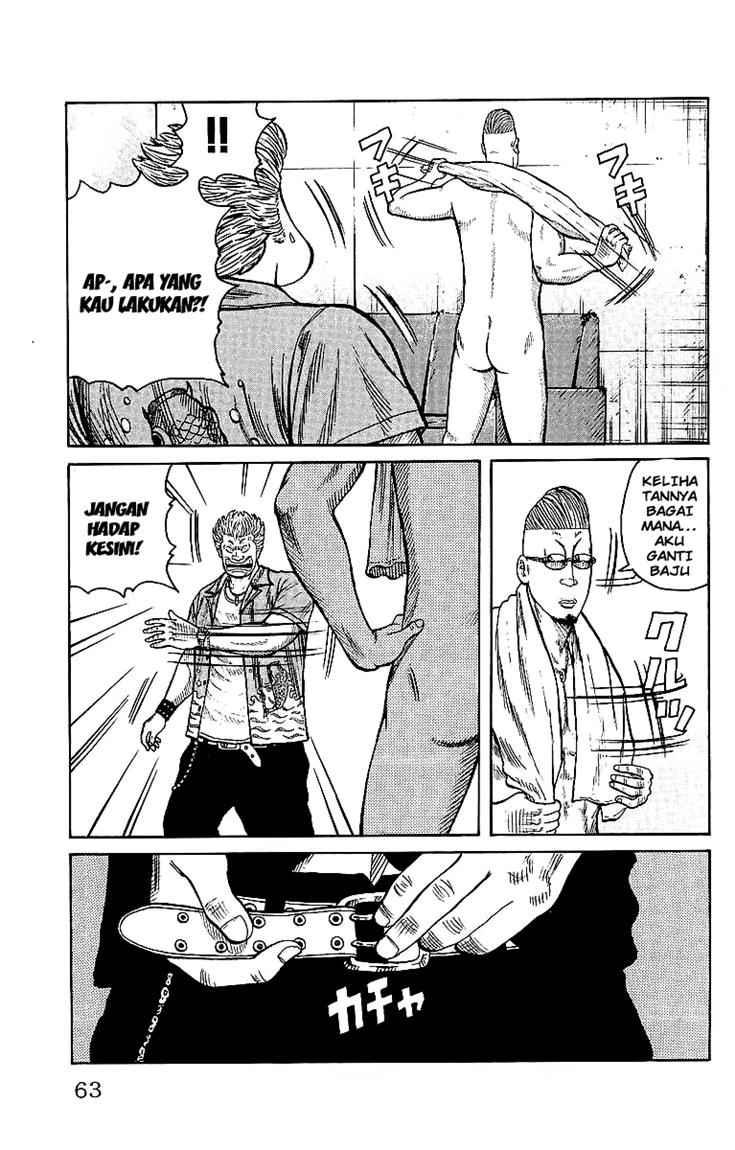 !!
フキ
フキ
AP-, APA YANG
KAU LAKUKAN?!
KELIHA
TANNYA
BAGAI
MANA...
AKU
GANTI
BAJU
クルッ
JANGAN
HADAP
KESINI!
カチャ
63